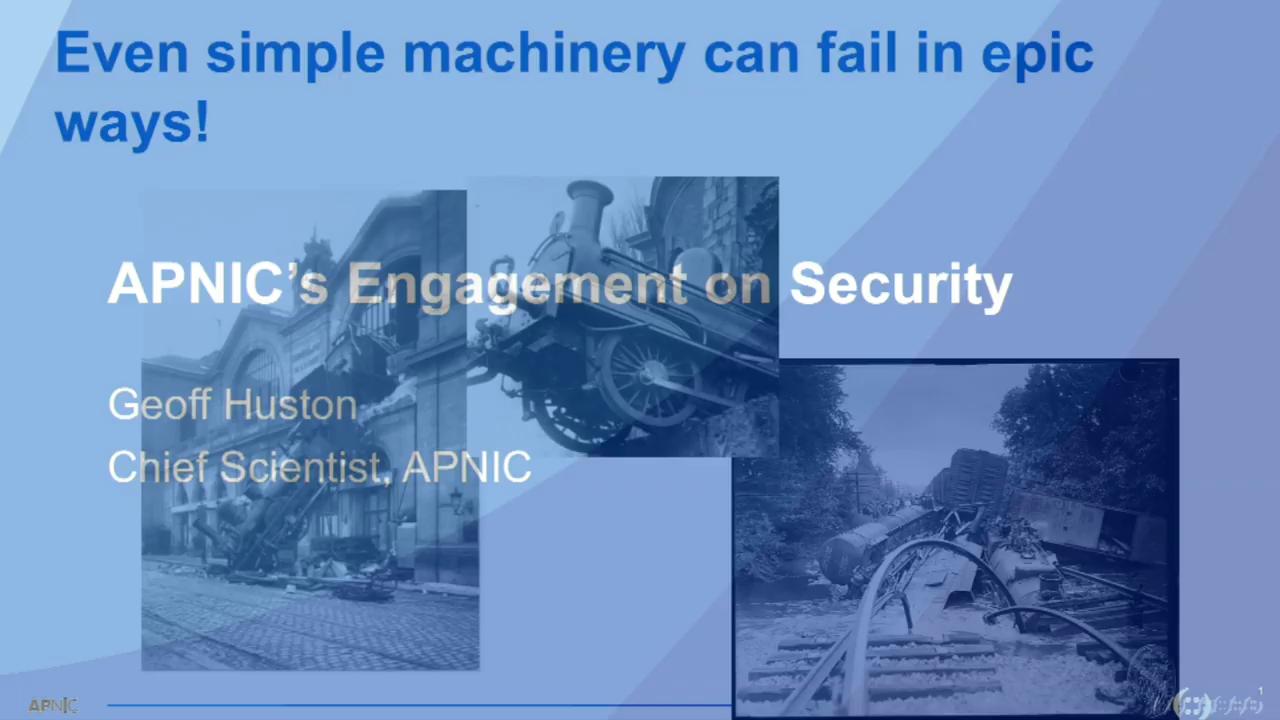 Even simple machinery can fail in epic
ways!
APNIC's Engagement on Security
Geoff Huston
Chief Scientist, APNIC
APNIC
1